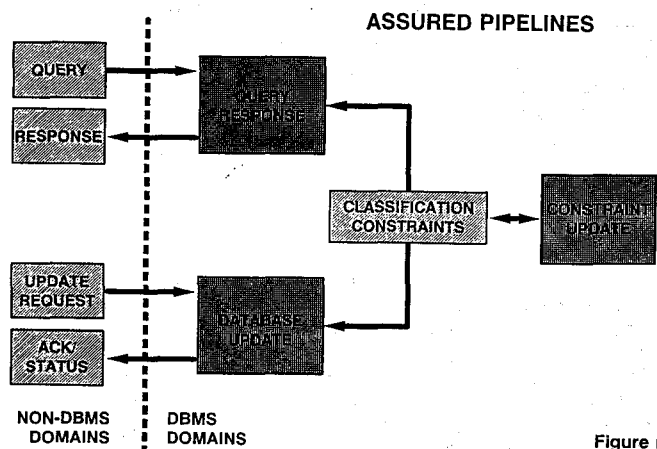 ASSURED PIPELINES
QUERY
RESPONSE
QUERY
RESPONSE
CLASSIFICATION
CONSTRAINTS
CONSTRAINT
UPDATE
UPDATE
REQUEST
ACK/
STATUS
DATABASE
UPDATE
NON-DBMS
DOMAINS
DBMS
DOMAINS
Figure